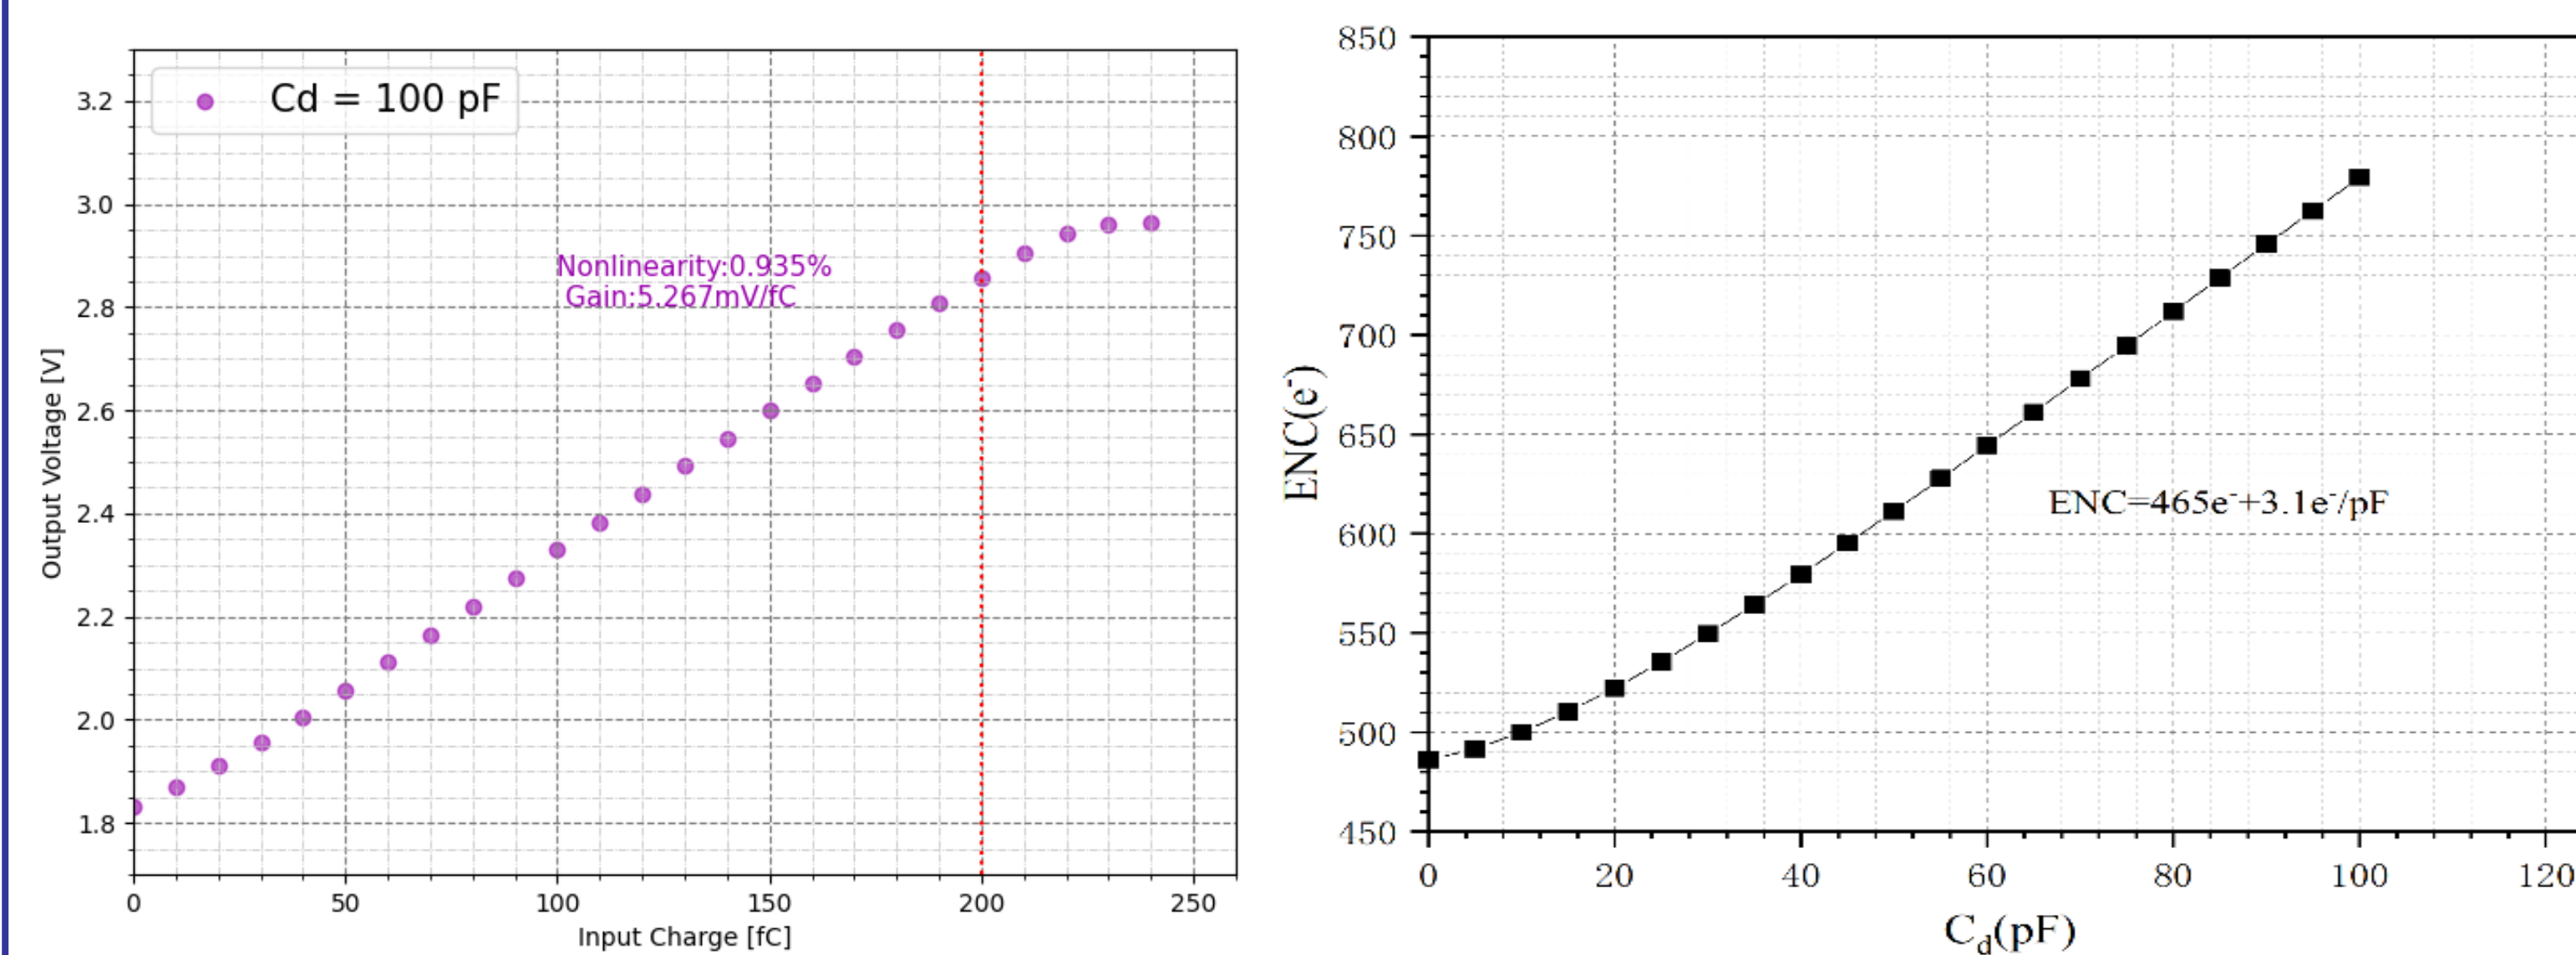 Cd = 100 pF
3.2
3.0
2.8
2.6
2.4
2.2
2.0
1.8
Output Voltage [V]
Nonlinearity:0.935%
Gain:5.267mV/fC
0 50 100 150 200 250
Input Charge [fC]
850
800
750
700
650
600
550
500
450
ENC(e⁻)
ENC=465e⁻+3.1e⁻/pF
0 20 40 60 80 100 120
C_d(pF)